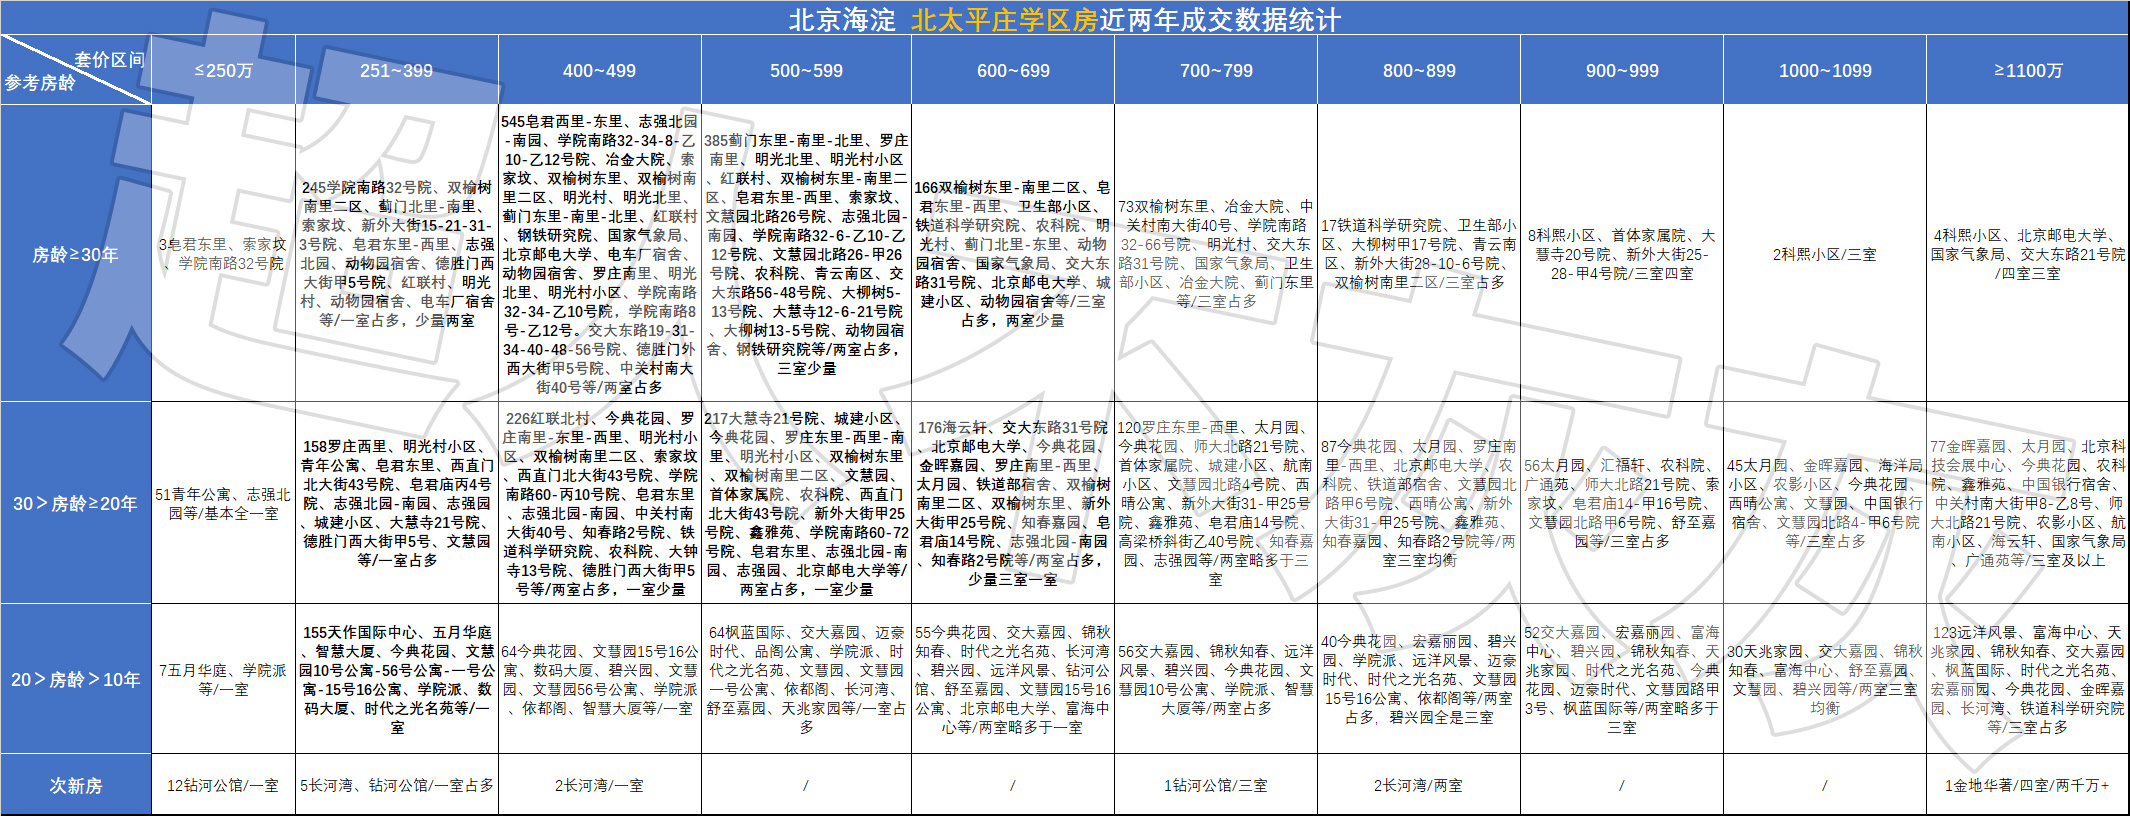 北京海淀 北太平庄学区房近两年成交数据统计
套价区间
参考房龄
≤250万
251~399
400~499
500~599
600~699
700~799
800~899
900~999
1000~1099
≥1100万
房龄≥30年
3皂君东里、索家坟
、学院南路32号院
245学院南路32号院、双榆树
南里二区、蓟门北里-南里、
索家坟、新外大街15-21-31-
3号院、皂君东里-西里、志强
北园、动物园宿舍、德胜门西
大街甲5号院、红联村、明光
村、动物园宿舍、电车厂宿舍
等/一室占多，少量两室
545皂君西里-东里、志强北园
-南园、学院南路32-34-8-乙
10-乙12号院、冶金大院、索
家坟、双榆树东里、双榆树南
里二区、明光村、明光北里、
蓟门东里-南里-北里、红联村
、钢铁研究院、国家气象局、
北京邮电大学、电车厂宿舍、
动物园宿舍、罗庄南里、明光
北里、明光村小区、学院南路
32-34-乙10号院，学院南路8
号-乙12号。交大东路19-31-
34-40-48-56号院、德胜门外
西大街甲5号院、中关村南大
街40号等/两室占多
385蓟门东里-南里-北里、罗庄
南里、明光北里、明光村小区
、红联村、双榆树东里-南里二
区、皂君东里-西里、索家坟、
文慧园北路26号院、志强北园-
南园、学院南路32-6-乙10-乙
12号院、文慧园北路26-甲26
号院、农科院、青云南区、交
大东路56-48号院、大柳树5-
13号院、大慧寺12-6-21号院
、大柳树13-5号院、动物园宿
舍、钢铁研究院等/两室占多，
三室少量
166双榆树东里-南里二区、皂
君东里-西里、卫生部小区、
铁道科学研究院、农科院、明
光村、蓟门北里-东里、动物
园宿舍、国家气象局、交大东
路31号院、北京邮电大学、城
建小区、动物园宿舍等/三室
占多，两室少量
73双榆树东里、冶金大院、中
关村南大街40号、学院南路
32-66号院、明光村、交大东
路31号院、国家气象局、卫生
部小区、冶金大院、蓟门东里
等/三室占多
17铁道科学研究院、卫生部小
区、大柳树甲17号院、青云南
区、新外大街28-10-6号院、
双榆树南里二区/三室占多
8科熙小区、首体家属院、大
慧寺20号院、新外大街25-
28-甲4号院/三室四室
2科熙小区/三室
4科熙小区、北京邮电大学、
国家气象局、交大东路21号院
/四室三室
30＞房龄≥20年
51青年公寓、志强北
园等/基本全一室
158罗庄西里、明光村小区、
青年公寓、皂君东里、西直门
北大街43号院、皂君庙丙4号
院、志强北园-南园、志强园
、城建小区、大慧寺21号院、
德胜门西大街甲5号、文慧园
等/一室占多
226红联北村、今典花园、罗
庄南里-东里-西里、明光村小
区、双榆树南里二区、索家坟
、西直门北大街43号院、学院
南路60-丙10号院、皂君东里
、志强北园-南园、中关村南
大街40号、知春路2号院、铁
道科学研究院、农科院、大钟
寺13号院、德胜门西大街甲5
号等/两室占多，一室少量
217大慧寺21号院、城建小区、
今典花园、罗庄东里-西里-南
里、明光村小区、双榆树东里
、双榆树南里二区、文慧园、
首体家属院、农科院、西直门
北大街43号院、新外大街甲25
号院、鑫雅苑、学院南路60-72
号院、皂君东里、志强北园-南
园、志强园、北京邮电大学等/
两室占多，一室少量
176海云轩、交大东路31号院
、北京邮电大学、今典花园、
金晖嘉园、罗庄南里-西里、
太月园、铁道部宿舍、双榆树
南里二区、双榆树东里、新外
大街甲25号院、知春嘉园、皂
君庙14号院、志强北园-南园
、知春路2号院等/两室占多，
少量三室一室
120罗庄东里-西里、太月园、
今典花园、师大北路21号院、
首体家属院、城建小区、航南
小区、文慧园北路4号院、西
晴公寓、新外大街31-甲25号
院、鑫雅苑、皂君庙14号院、
高梁桥斜街乙40号院、知春嘉
园、志强园等/两室略多于三
室
87今典花园、太月园、罗庄南
里-西里、北京邮电大学、农
科院、铁道部宿舍、文慧园北
路甲6号院、西晴公寓、新外
大街31-甲25号院、鑫雅苑、
知春嘉园、知春路2号院等/两
室三室均衡
56太月园、汇福轩、农科院、
广通苑、师大北路21号院、索
家坟、皂君庙14-甲16号院、
文慧园北路甲6号院、舒至嘉
园等/三室占多
45太月园、金晖嘉园、海洋局
小区、农影小区、今典花园、
西晴公寓、文慧园、中国银行
宿舍、文慧园北路4-甲6号院
等/三室占多
77金晖嘉园、太月园、北京科
技会展中心、今典花园、农科
院、鑫雅苑、中国银行宿舍、
中关村南大街甲8-乙8号、师
大北路21号院、农影小区、航
南小区、海云轩、国家气象局
、广通苑等/三室及以上
20＞房龄＞10年
7五月华庭、学院派
等/一室
155天作国际中心、五月华庭
、智慧大厦、今典花园、文慧
园10号公寓-56号公寓-一号公
寓-15号16公寓、学院派、数
码大厦、时代之光名苑等/一
室
64今典花园、文慧园15号16公
寓、数码大厦、碧兴园、文慧
园、文慧园56号公寓、学院派
、依都阁、智慧大厦等/一室
64枫蓝国际、交大嘉园、迈豪
时代、品阁公寓、学院派、时
代之光名苑、文慧园、文慧园
一号公寓、依都阁、长河湾、
舒至嘉园、天兆家园等/一室占
多
55今典花园、交大嘉园、锦秋
知春、时代之光名苑、长河湾
、碧兴园、远洋风景、钻河公
馆、舒至嘉园、文慧园15号16
公寓、北京邮电大学、富海中
心等/两室略多于一室
56交大嘉园、锦秋知春、远洋
风景、碧兴园、今典花园、文
慧园10号公寓、学院派、智慧
大厦等/两室占多
40今典花园、宏嘉丽园、碧兴
园、学院派、远洋风景、迈豪
时代、时代之光名苑、文慧园
15号16公寓、依都阁等/两室
占多，碧兴园全是三室
52交大嘉园、宏嘉丽园、富海
中心、碧兴园、锦秋知春、天
兆家园、时代之光名苑、今典
花园、迈豪时代、文慧园路甲
3号、枫蓝国际等/两室略多于
三室
30天兆家园、交大嘉园、锦秋
知春、富海中心、舒至嘉园、
文慧园、碧兴园等/两室三室
均衡
123远洋风景、富海中心、天
兆家园、锦秋知春、交大嘉园
、枫蓝国际、时代之光名苑、
宏嘉丽园、今典花园、金晖嘉
园、长河湾、铁道科学研究院
等/三室占多
次新房
12钻河公馆/一室
5长河湾、钻河公馆/一室占多
2长河湾/一室
/
/
1钻河公馆/三室
2长河湾/两室
/
/
1金地华著/四室/两千万+